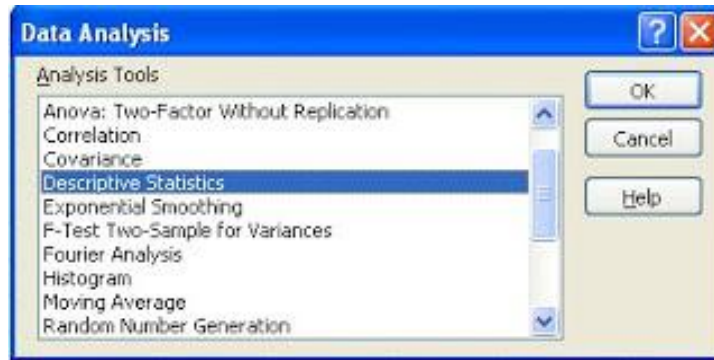 Data Analysis
Analysis Tools
Anova: Two-Factor Without Replication
Correlation
Covariance
Descriptive Statistics
Exponential Smoothing
F-Test Two-Sample for Variances
Fourier Analysis
Histogram
Moving Average
Random Number Generation
OK
Cancel
Help